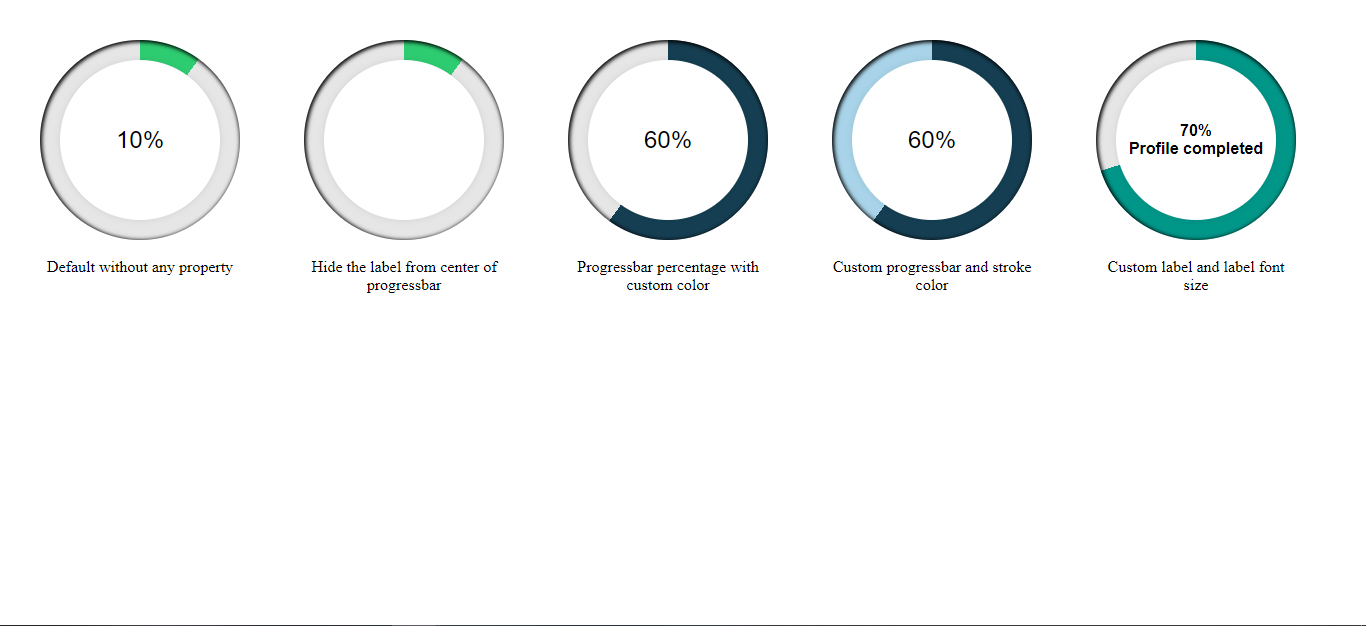 10%
60%
60%
70%
Profile completed
Default without any property
Hide the label from center of
progressbar
Progressbar percentage with
custom color
Custom progressbar and stroke
color
Custom label and label font
size